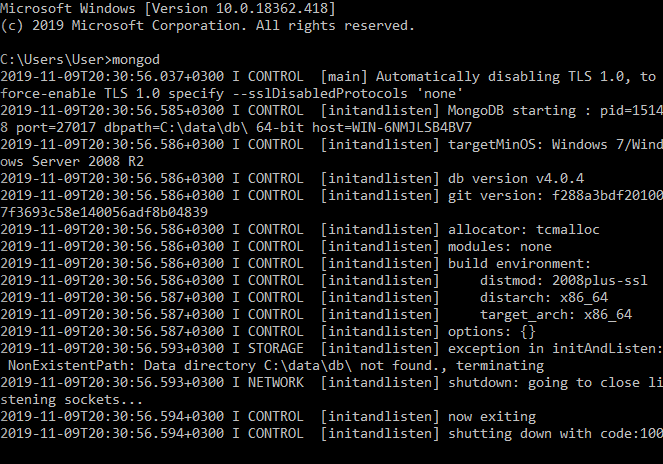 Microsoft Windows [Version 10.0.18362.418]
(c) 2019 Microsoft Corporation. All rights reserved.
C:\Users\User>mongod
2019-11-09T20:30:56.037+0300 I CONTROL  [main] Automatically disabling TLS 1.0, to
force-enable TLS 1.0 specify --sslDisabledProtocols 'none'
2019-11-09T20:30:56.585+0300 I CONTROL  [initandlisten] MongoDB starting : pid=1514
8 port=27017 dbpath=C:\data\db\ 64-bit host=WIN-6NMJLSB4BV7
2019-11-09T20:30:56.586+0300 I CONTROL  [initandlisten] targetMinOS: Windows 7/Wind
ows Server 2008 R2
2019-11-09T20:30:56.586+0300 I CONTROL  [initandlisten] db version v4.0.4
2019-11-09T20:30:56.586+0300 I CONTROL  [initandlisten] git version: f288a3bdf20100
7f3693c58e140056adf8b04839
2019-11-09T20:30:56.586+0300 I CONTROL  [initandlisten] allocator: tcmalloc
2019-11-09T20:30:56.586+0300 I CONTROL  [initandlisten] modules: none
2019-11-09T20:30:56.586+0300 I CONTROL  [initandlisten] build environment:
2019-11-09T20:30:56.586+0300 I CONTROL  [initandlisten]     distmod: 2008plus-ssl
2019-11-09T20:30:56.587+0300 I CONTROL  [initandlisten]     distarch: x86_64
2019-11-09T20:30:56.587+0300 I CONTROL  [initandlisten]     target_arch: x86_64
2019-11-09T20:30:56.587+0300 I CONTROL  [initandlisten] options: {}
2019-11-09T20:30:56.593+0300 I STORAGE  [initandlisten] exception in initAndListen:
 NonExistentPath: Data directory C:\data\db\ not found., terminating
2019-11-09T20:30:56.593+0300 I NETWORK  [initandlisten] shutdown: going to close li
stening sockets...
2019-11-09T20:30:56.594+0300 I CONTROL  [initandlisten] now exiting
2019-11-09T20:30:56.594+0300 I CONTROL  [initandlisten] shutting down with code:100